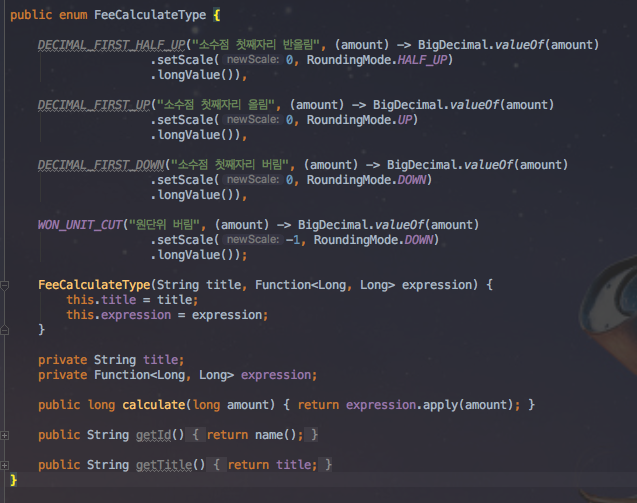 public enum FeeCalculateType {
DECIMAL_FIRST_HALF_UP("소수점 첫째자리 반올림", (amount) -> BigDecimal.valueOf(amount)
.setScale( newScale: 0, RoundingMode.HALF_UP)
.longValue()),
DECIMAL_FIRST_UP("소수점 첫째자리 올림", (amount) -> BigDecimal.valueOf(amount)
.setScale( newScale: 0, RoundingMode.UP)
.longValue()),
DECIMAL_FIRST_DOWN("소수점 첫째자리 버림", (amount) -> BigDecimal.valueOf(amount)
.setScale( newScale: 0, RoundingMode.DOWN)
.longValue()),
WON_UNIT_CUT("원단위 버림", (amount) -> BigDecimal.valueOf(amount)
.setScale( newScale: -1, RoundingMode.DOWN)
.longValue());
FeeCalculateType(String title, Function<Long, Long> expression) {
this.title = title;
this.expression = expression;
}
private String title;
private Function<Long, Long> expression;
public long calculate(long amount) { return expression.apply(amount); }
public String getId() { return name(); }
public String getTitle() { return title; }
}